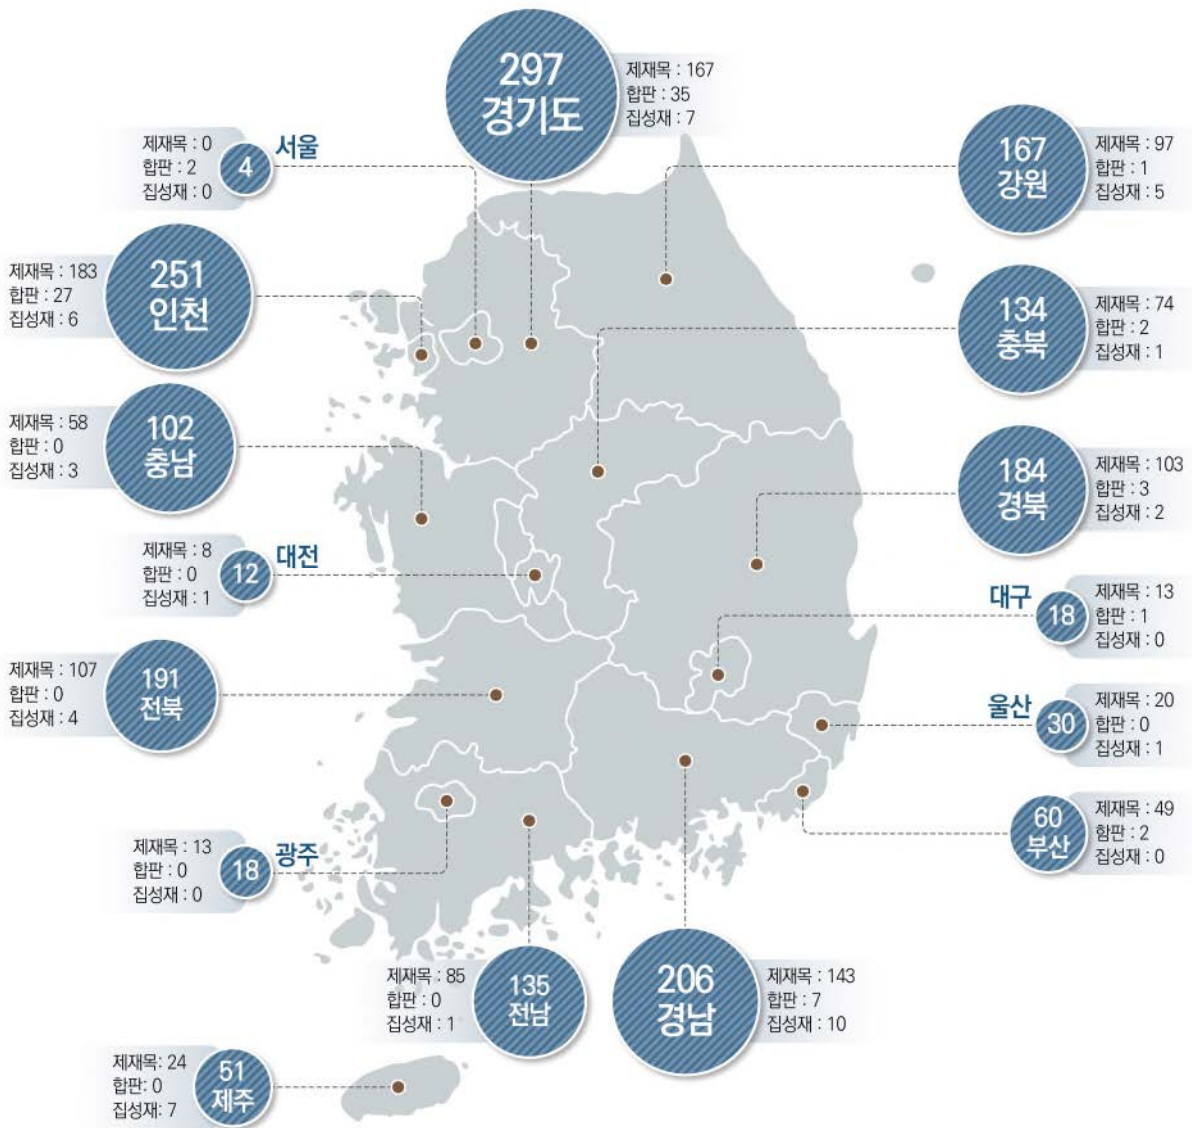 297
경기도
제재목 : 167
합판 : 35
집성재 : 7
서울
4
제재목 : 0
합판 : 2
집성재 : 0
167
강원
제재목 : 97
합판 : 1
집성재 : 5
251
인천
제재목 : 183
합판 : 27
집성재 : 6
134
충북
제재목 : 74
합판 : 2
집성재 : 1
102
충남
제재목 : 58
합판 : 0
집성재 : 3
184
경북
제재목 : 103
합판 : 3
집성재 : 2
대전
12
제재목 : 8
합판 : 0
집성재 : 1
대구
18
제재목 : 13
합판 : 1
집성재 : 0
191
전북
제재목 : 107
합판 : 0
집성재 : 4
울산
30
제재목 : 20
합판 : 0
집성재 : 1
60
부산
제재목 : 49
함판 : 2
집성재 : 0
광주
18
제재목 : 13
합판 : 0
집성재 : 0
135
전남
제재목 : 85
합판 : 0
집성재 : 1
206
경남
제재목 : 143
합판 : 7
집성재 : 10
51
제주
제재목: 24
합판: 0
집성재: 7